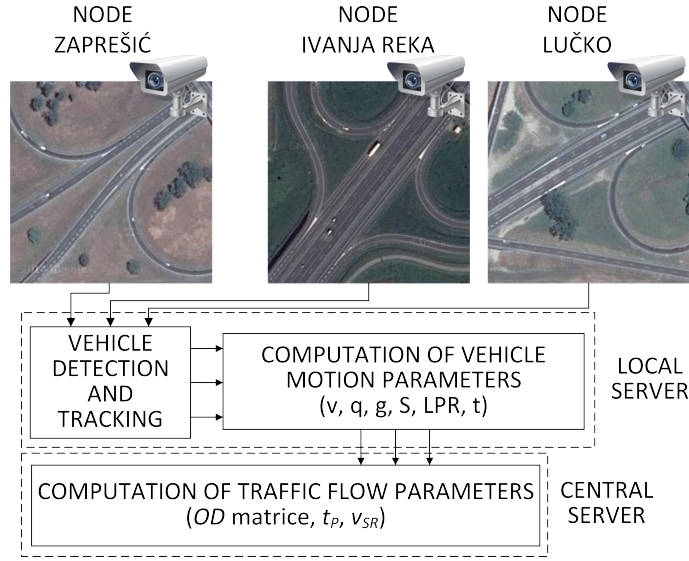 NODE
ZAPREŠIĆ
NODE
IVANJA REKA
NODE
LUČKO
VEHICLE
DETECTION
AND
TRACKING
COMPUTATION OF VEHICLE
MOTION PARAMETERS
(v, q, g, S, LPR, t)
LOCAL
SERVER
COMPUTATION OF TRAFFIC FLOW PARAMETERS
(OD matrice, tP, vSR)
CENTRAL
SERVER